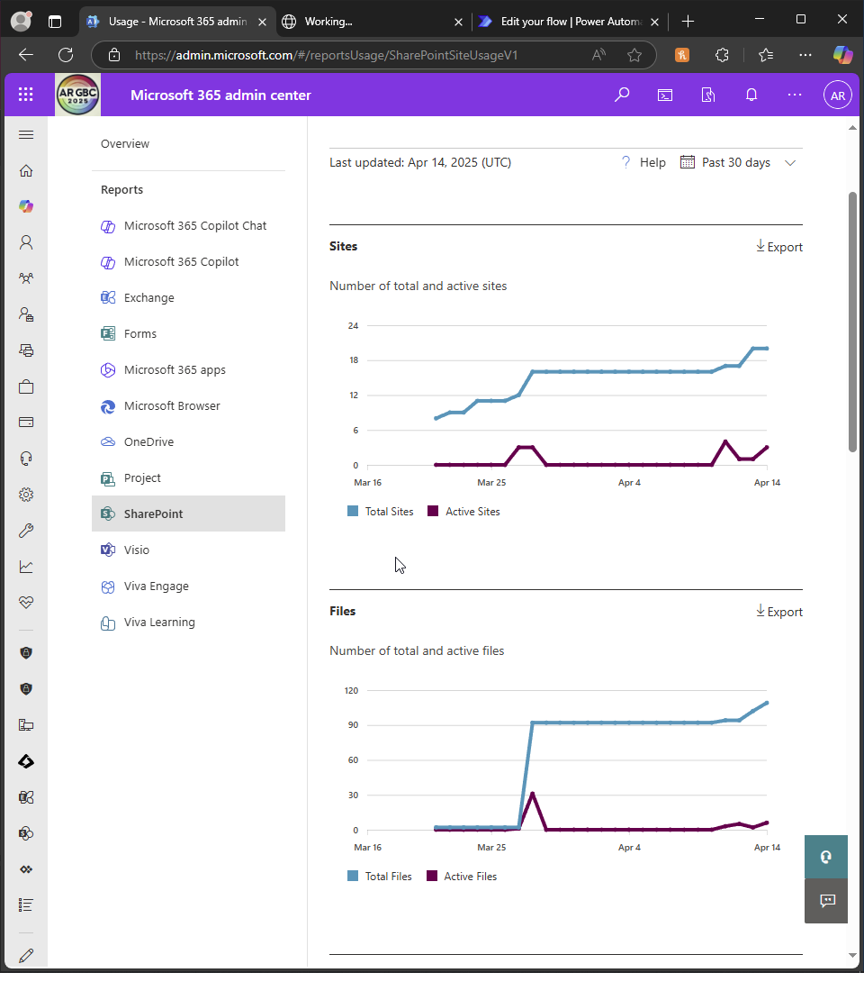 Usage - Microsoft 365 admin
Working...
Edit your flow | Power Autom
https://admin.microsoft.com/#/reportsUsage/SharePointSiteUsageV1
AR GBC
2025
Microsoft 365 admin center
AR
Overview
Reports
Microsoft 365 Copilot Chat
Microsoft 365 Copilot
Exchange
Forms
Microsoft 365 apps
Microsoft Browser
OneDrive
Project
SharePoint
Visio
Viva Engage
Viva Learning
Last updated: Apr 14, 2025 (UTC)
? Help
Past 30 days
Sites
Export
Number of total and active sites
24
18
12
6
0
Mar 16
Mar 25
Apr 4
Apr 14
Total Sites
Active Sites
Files
Export
Number of total and active files
120
90
60
30
0
Mar 16
Mar 25
Apr 4
Apr 14
Total Files
Active Files